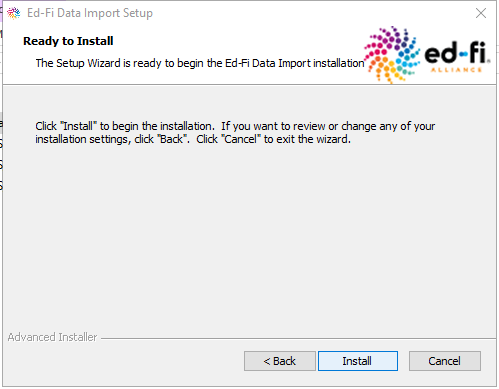 Ed-Fi Data Import Setup
Ready to Install
The Setup Wizard is ready to begin the Ed-Fi Data Import installation
ed-fi
ALLIANCE
Click "Install" to begin the installation. If you want to review or change any of your
installation settings, click "Back". Click "Cancel" to exit the wizard.
Advanced Installer
< Back
Install
Cancel